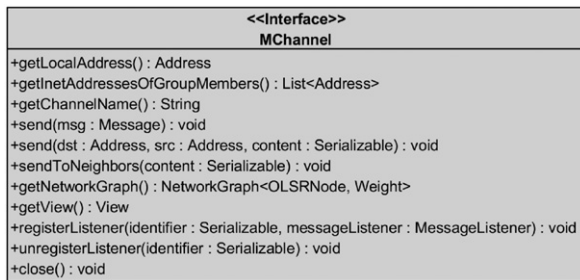 <<Interface>>
MChannel
+getLocalAddress() : Address
+getInetAddressesOfGroupMembers() : List<Address>
+getChannelName() : String
+send(msg : Message) : void
+send(dst : Address, src : Address, content : Serializable) : void
+sendToNeighbors(content : Serializable) : void
+getNetworkGraph() : NetworkGraph<OLSRNode, Weight>
+getView() : View
+registerListener(identifier : Serializable, messageListener : MessageListener) : void
+unregisterListener(identifier : Serializable) : void
+close() : void